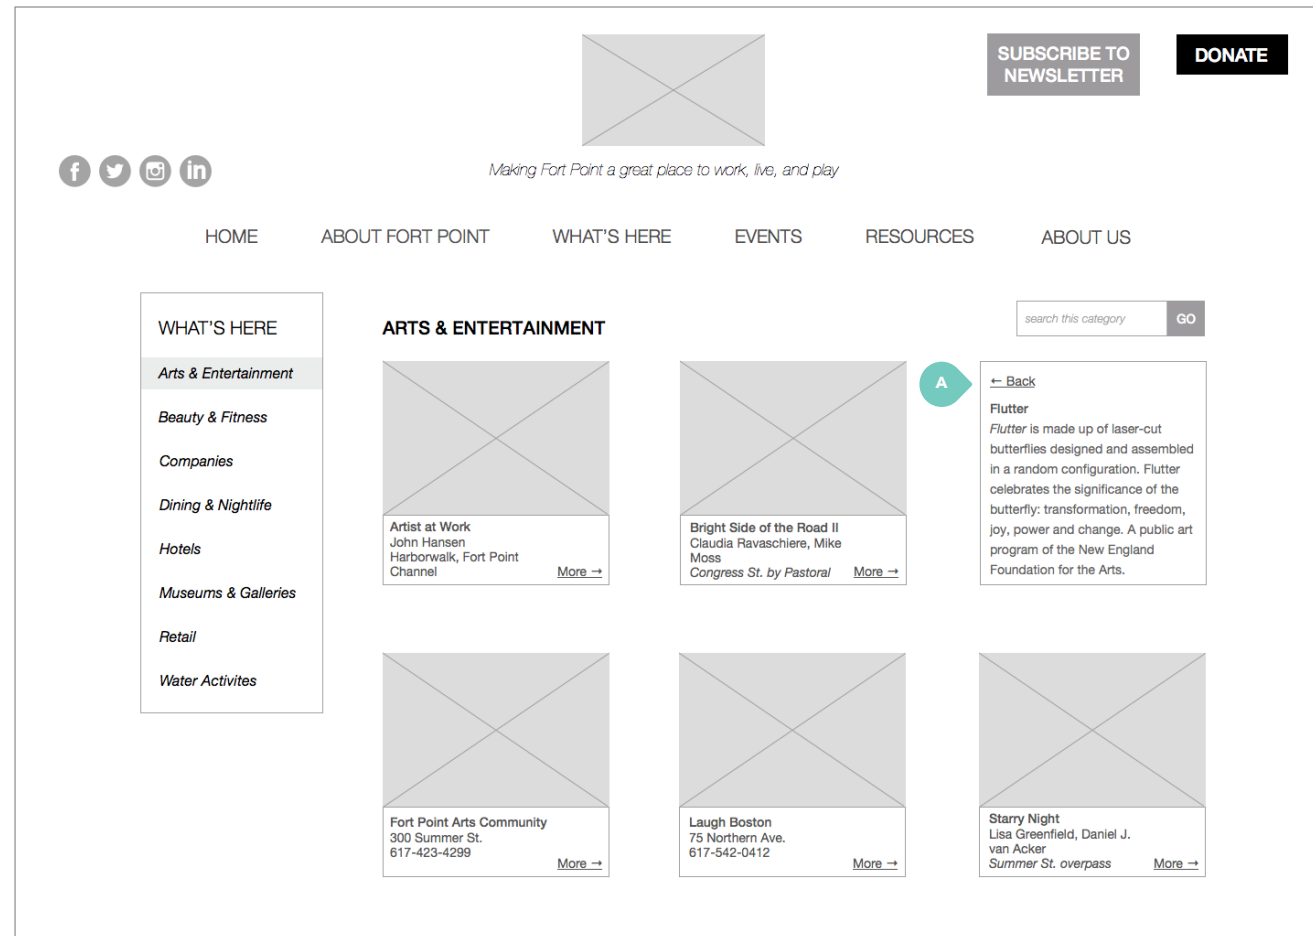 SUBSCRIBE TO
NEWSLETTER
DONATE
f
in
Making Fort Point a great place to work, live, and play
HOME
ABOUT FORT POINT
WHAT'S HERE
EVENTS
RESOURCES
ABOUT US
WHAT'S HERE
Arts & Entertainment
Beauty & Fitness
Companies
Dining & Nightlife
Hotels
Museums & Galleries
Retail
Water Activites
ARTS & ENTERTAINMENT
search this category
GO
Artist at Work
John Hansen
Harborwalk, Fort Point
Channel
More →
Bright Side of the Road II
Claudia Ravaschiere, Mike
Moss
Congress St. by Pastoral
More →
A
← Back
Flutter
Flutter is made up of laser-cut
butterflies designed and assembled
in a random configuration. Flutter
celebrates the significance of the
butterfly: transformation, freedom,
joy, power and change. A public art
program of the New England
Foundation for the Arts.
Fort Point Arts Community
300 Summer St.
617-423-4299
More →
Laugh Boston
75 Northern Ave.
617-542-0412
More →
Starry Night
Lisa Greenfield, Daniel J.
van Acker
Summer St. overpass
More →